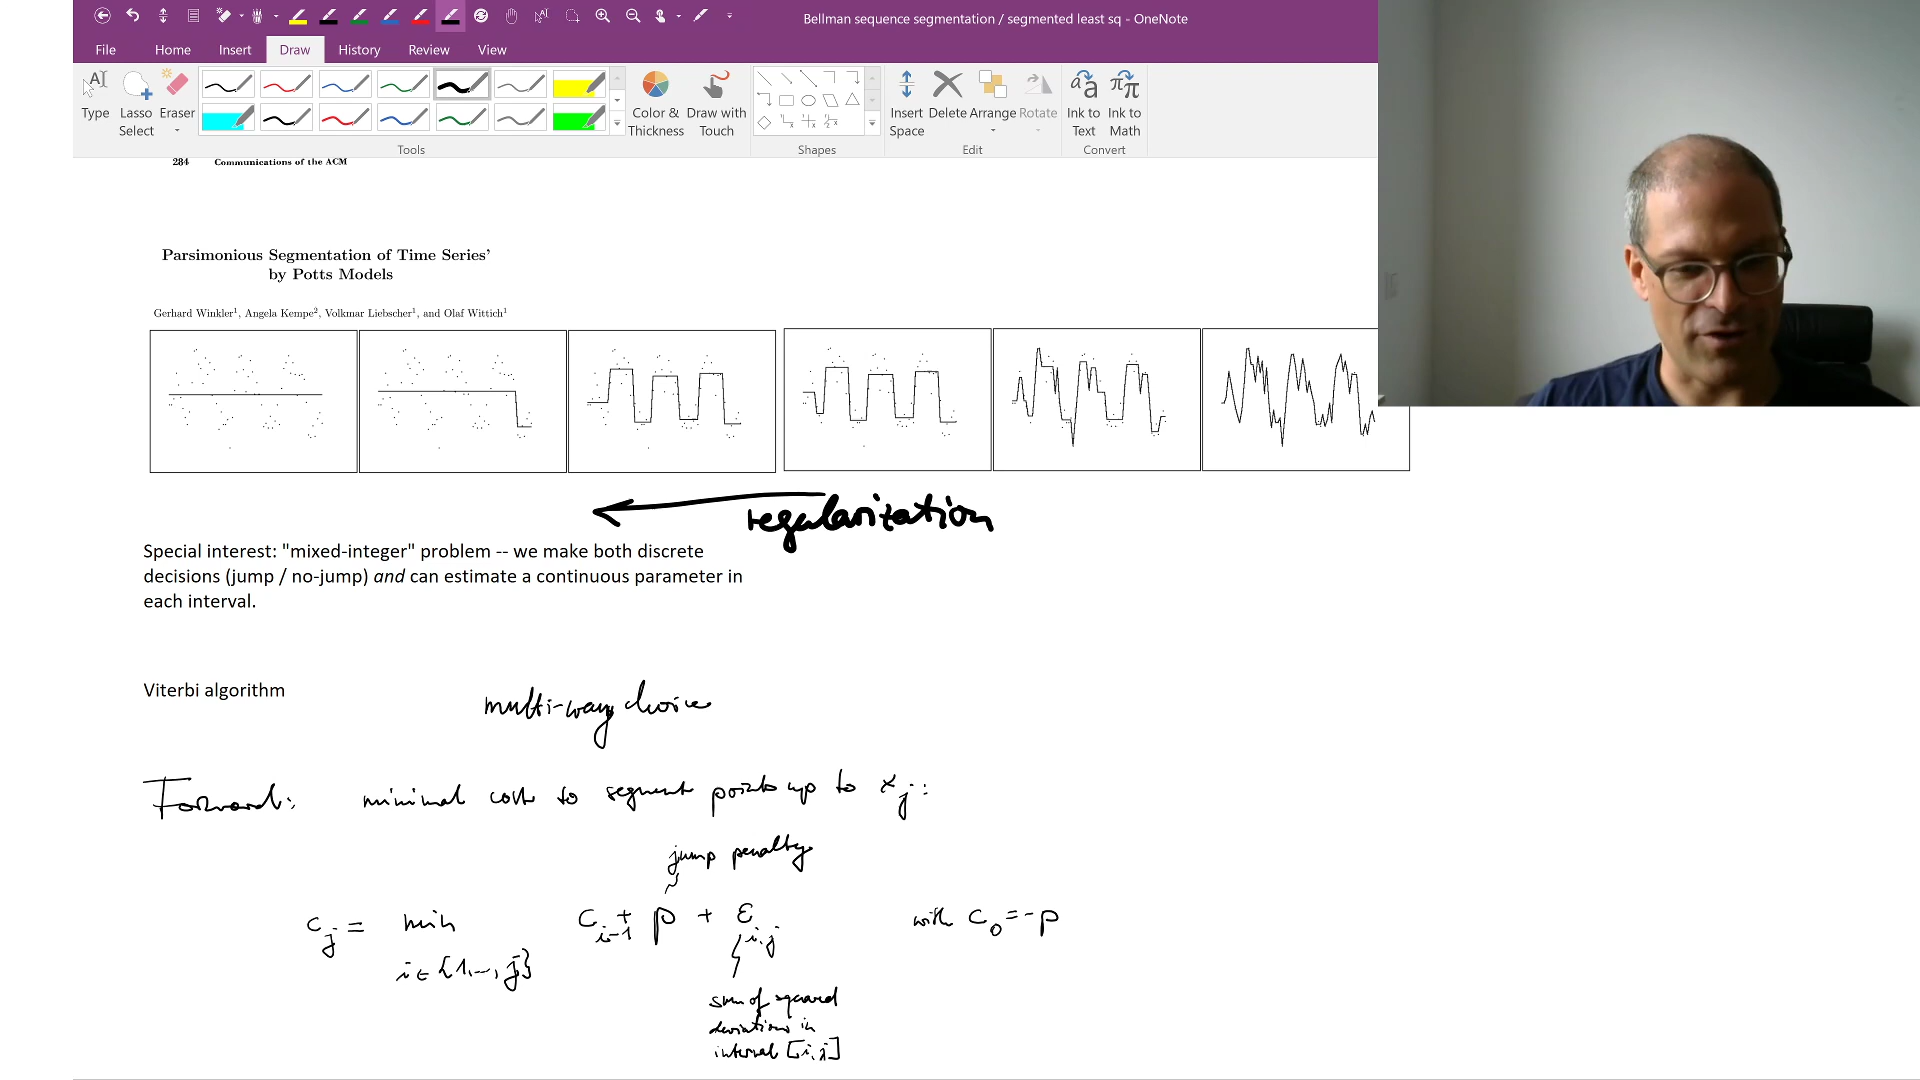 Bellman sequence segmentation / segmented least sq - OneNote
File Home Insert Draw History Review View
Type Lasso Select Eraser Color & Thickness Draw with Touch Insert Space Delete Arrange Rotate Ink to Text Ink to Math
Tools Shapes Edit Convert
284 Communications of the ACM
Parsimonious Segmentation of Time Series'
by Potts Models
Gerhard Winkler¹, Angela Kempe², Volkmar Liebscher¹, and Olaf Wittich¹
regularization
Special interest: "mixed-integer" problem -- we make both discrete
decisions (jump / no-jump) and can estimate a continuous parameter in
each interval.
Viterbi algorithm
multi-way choice
Forward: minimal cost to segment points up to x_j:
jump penalty
c_j = min C_{i-1} + p + ε_{i,j} with C_0 = -p
i ∈ {1, ..., j}
sum of squared
deviations in
interval [i,j]